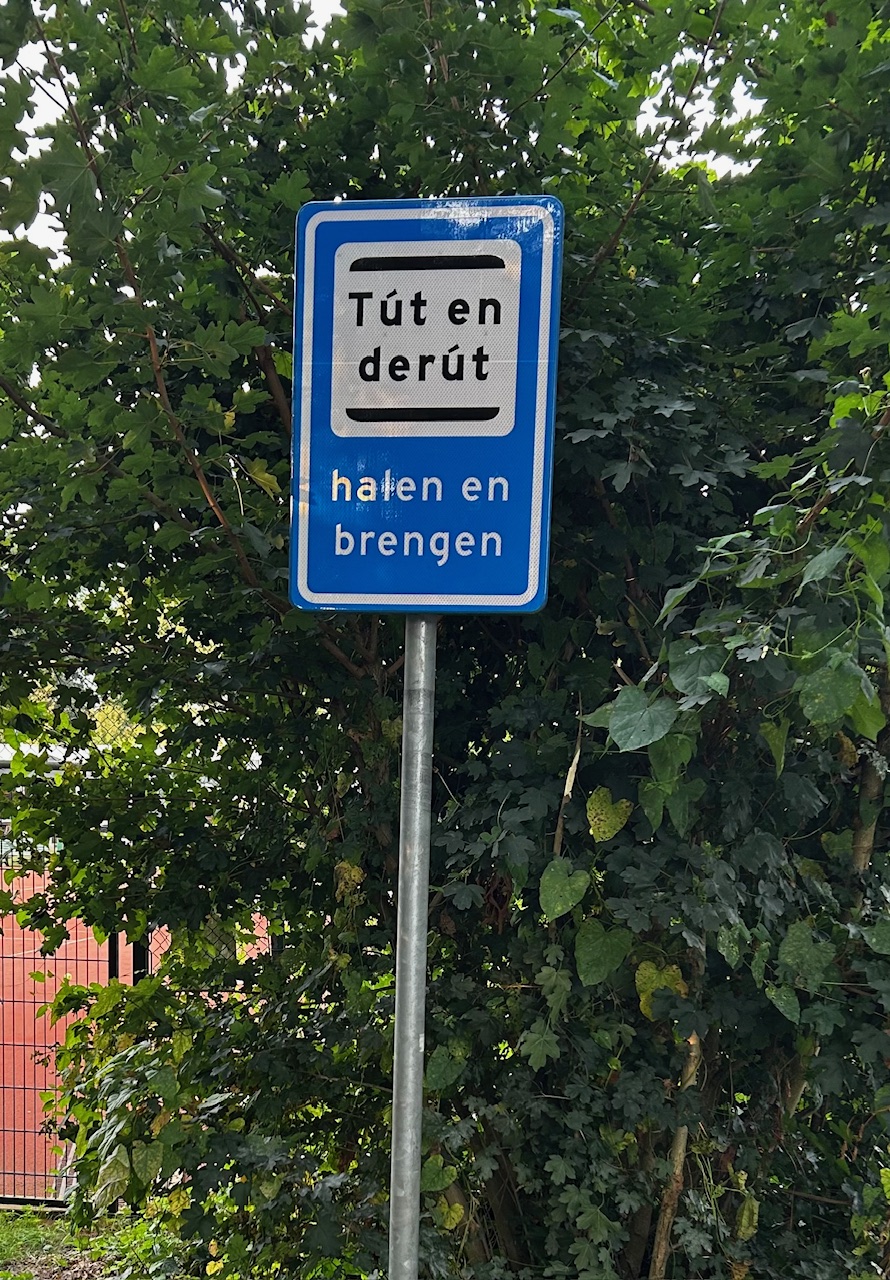 Tút en
derút
halen en
brengen